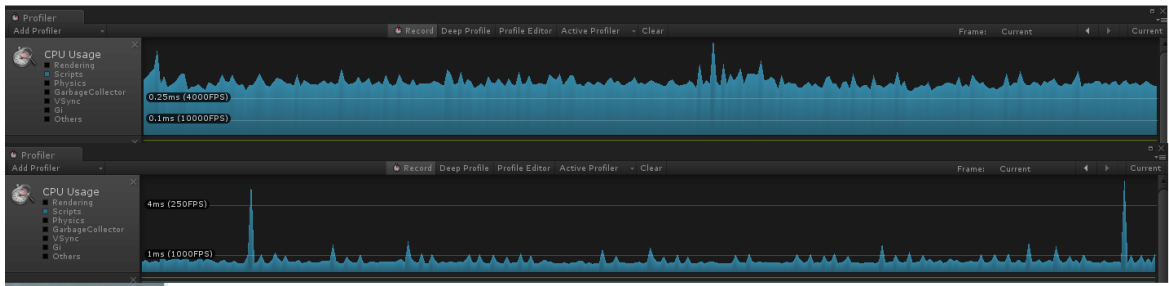 Profiler
Add Profiler Record Deep Profile Profile Editor Active Profiler Clear Frame: Current Current
CPU Usage
Rendering
Scripts
Physics
GarbageCollector
VSync
Gi
Others
0.25ms (4000FPS)
0.1ms (10000FPS)
Profiler
Add Profiler Record Deep Profile Profile Editor Active Profiler Clear Frame: Current Current
CPU Usage
Rendering
Scripts
Physics
GarbageCollector
VSync
Gi
Others
4ms (250FPS)
1ms (1000FPS)